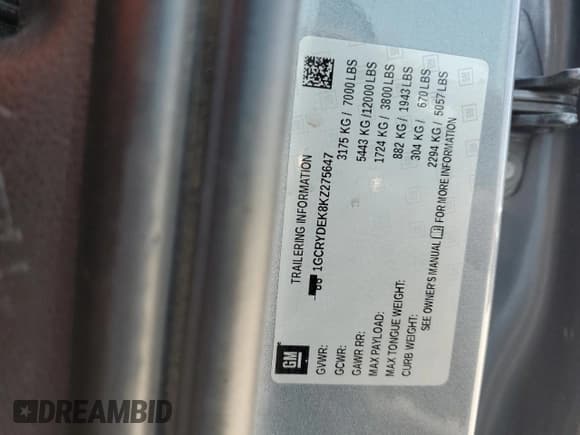 GM
TRAILERING INFORMATION
1GCRYDEK8KZ275647
GVWR: 3175 KG / 7000 LBS
GCWR: 5443 KG /12000 LBS
GAWR RR: 1724 KG / 3800 LBS
MAX PAYLOAD: 882 KG / 1943 LBS
MAX TONGUE WEIGHT: 304 KG / 670 LBS
CURB WEIGHT: 2294 KG / 5057 LBS
SEE OWNER'S MANUAL FOR MORE INFORMATION
DREAMBID